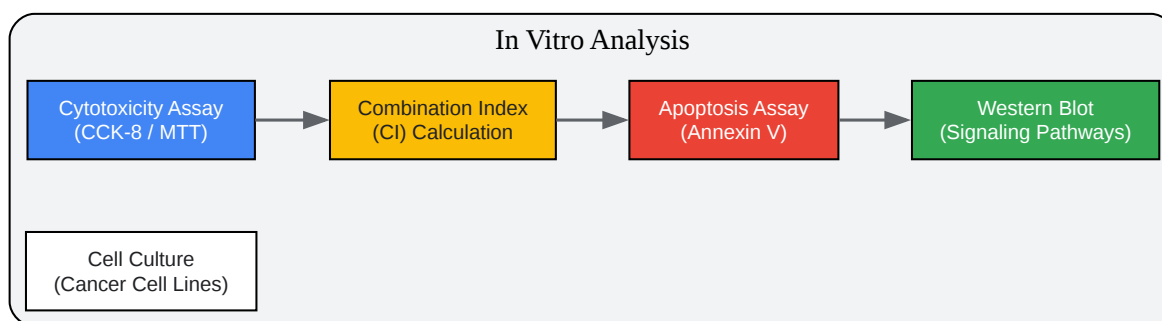 In Vitro Analysis
Cytotoxicity Assay
(CCK-8 / MTT)
Combination Index
(CI) Calculation
Apoptosis Assay
(Annexin V)
Western Blot
(Signaling Pathways)
Cell Culture
(Cancer Cell Lines)